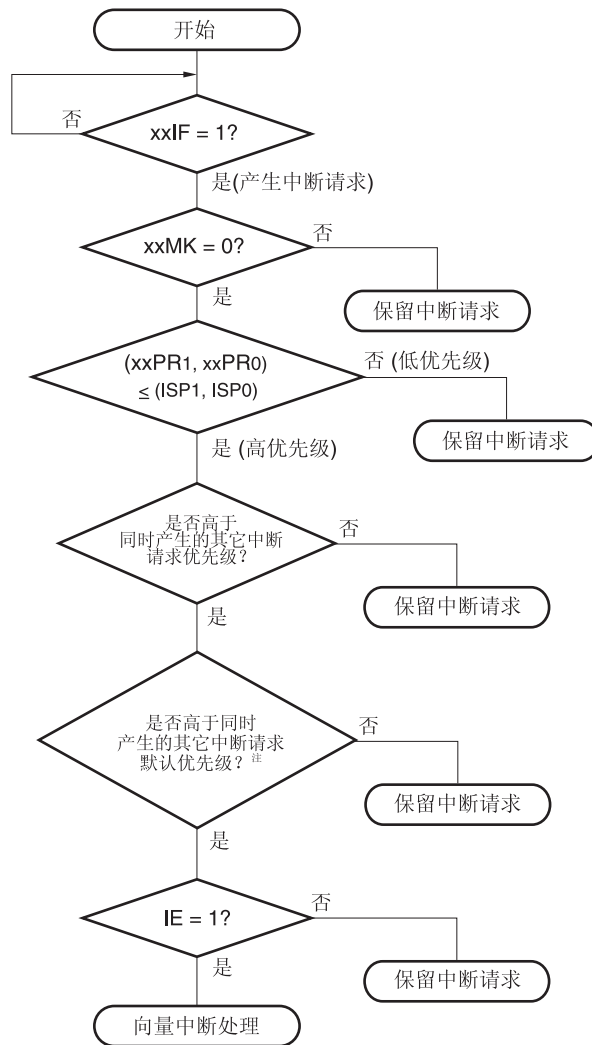 开始
否
xxIF = 1?
是(产生中断请求)
xxMK = 0?
否
是
保留中断请求
(xxPR1, xxPR0)
≤ (ISP1, ISP0)
否 (低优先级)
是 (高优先级)
保留中断请求
是否高于
同时产生的其它中断
请求优先级？
否
是
保留中断请求
是否高于同时
产生的其它中断请求
默认优先级？注
否
是
保留中断请求
IE = 1?
否
是
保留中断请求
向量中断处理